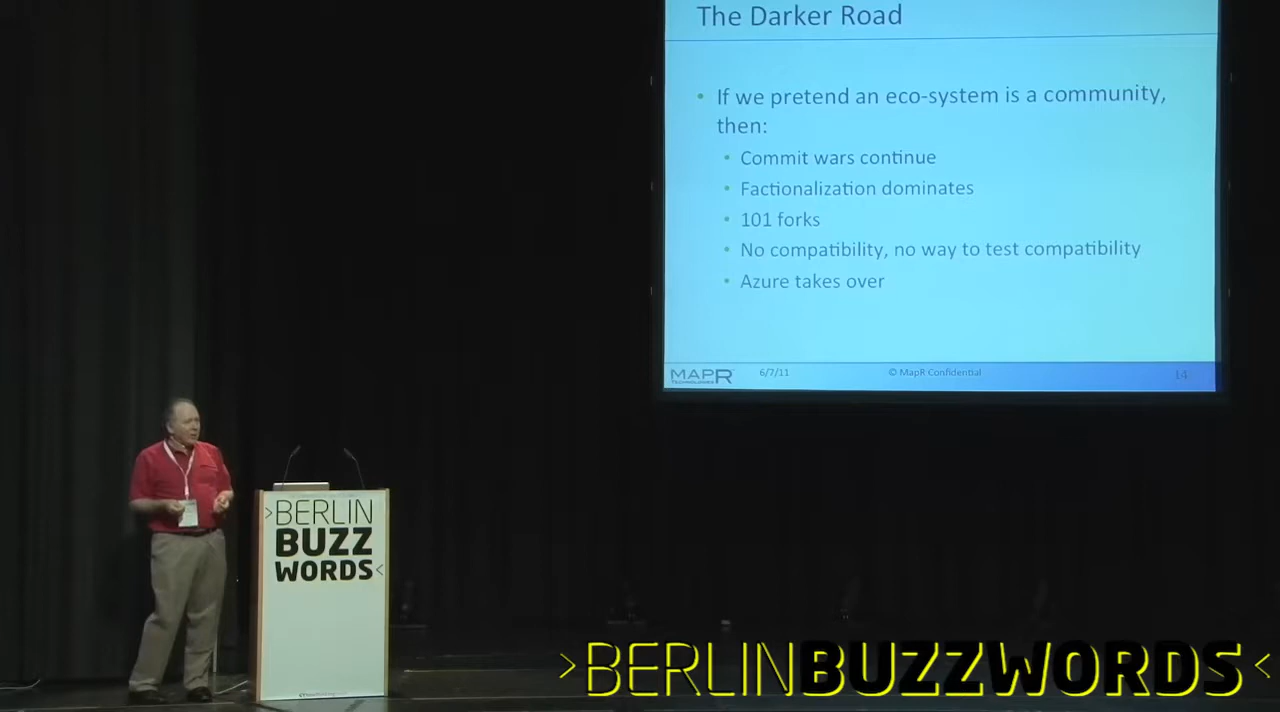 The Darker Road
• If we pretend an eco-system is a community,
then:
• Commit wars continue
• Factionalization dominates
• 101 forks
• No compatibility, no way to test compatibility
• Azure takes over
MAPR
TECHNOLOGIES
6/7/11
© MapR Confidential
14
>BERLIN
BUZZ
WORDS<
>BERLINBUZZWORDS<